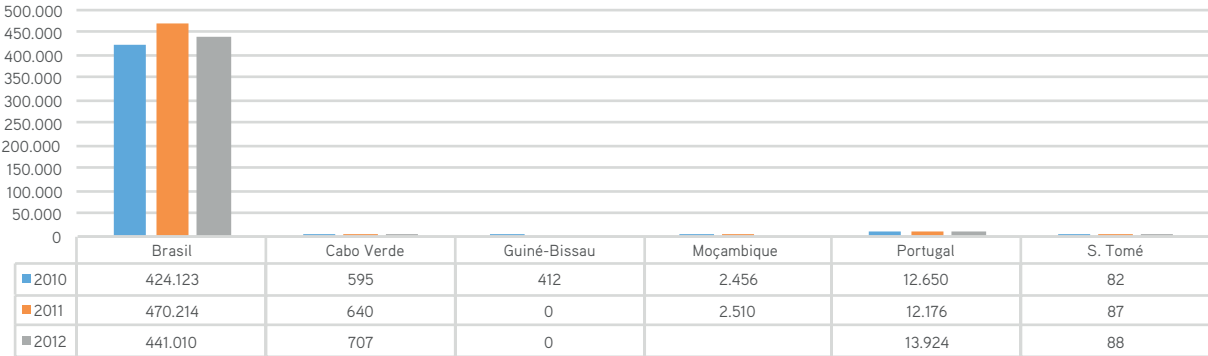 500.000
450.000
400.000
350.000
300.000
250.000
200.000
150.000
100.000
50.000
0
Brasil Cabo Verde Guiné-Bissau Moçambique Portugal S. Tomé
2010 424.123 595 412 2.456 12.650 82
2011 470.214 640 0 2.510 12.176 87
2012 441.010 707 0 13.924 88